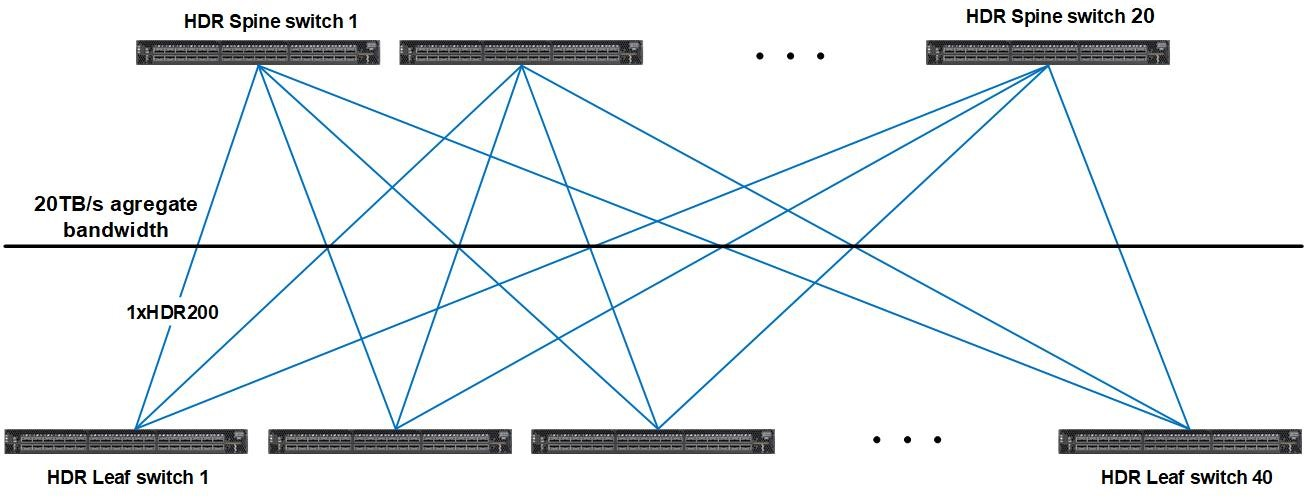 HDR Spine switch 1
HDR Spine switch 20
20TB/s agregate
bandwidth
1xHDR200
HDR Leaf switch 1
HDR Leaf switch 40